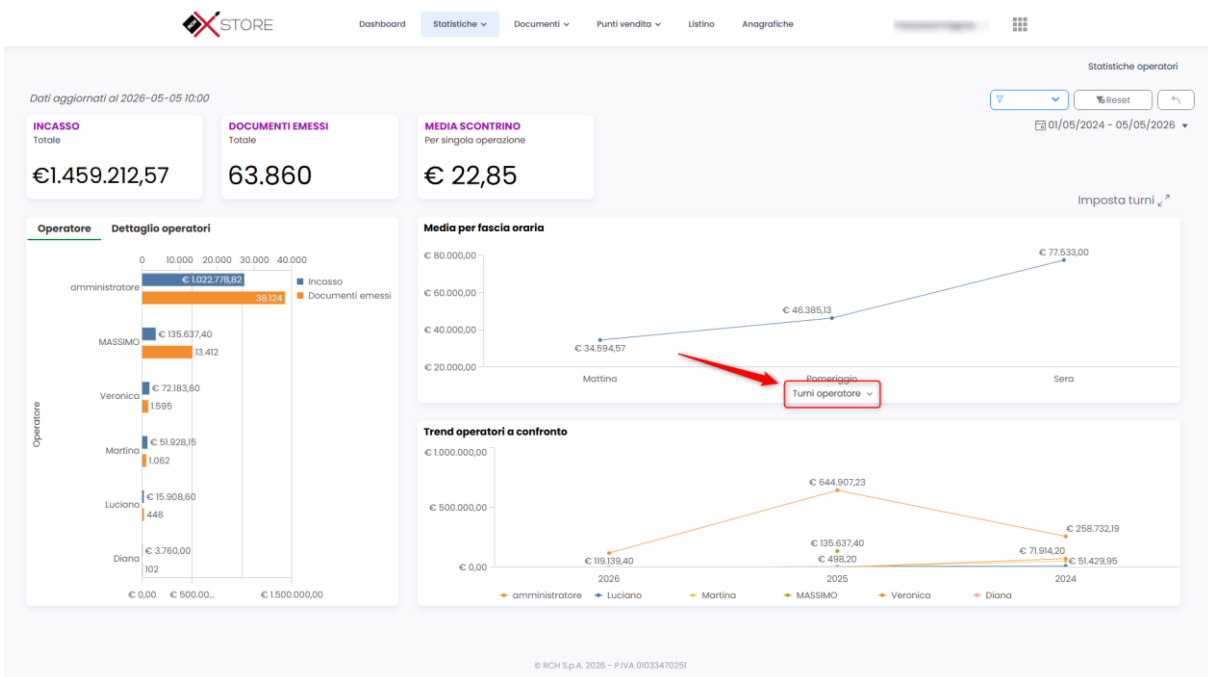 RCH STORE
Dashboard Statistiche Documenti Punti vendita Listino Anagrafiche
Statistiche operatori
Dati aggiornati al 2026-05-05 10:00
Reset
01/05/2024 - 05/05/2026
INCASSO
Totale
€1.459.212,57
DOCUMENTI EMESSI
Totale
63.860
MEDIA SCONTRINO
Per singola operazione
€ 22,85
Imposta turni
Operatore Dettaglio operatori
0 10.000 20.000 30.000 40.000
Incasso
Documenti emessi
Operatore
amministratore
€ 1.022.778,82
38.124
MASSIMO
€ 135.637,40
13.412
Veronica
€ 72.183,60
1.595
Martina
€ 51.928,15
1.062
Luciano
€ 15.908,60
448
Diana
€ 3.760,00
102
€ 0,00 € 500.00... € 1.500.000,00
Media per fascia oraria
€ 80.000,00
€ 60.000,00
€ 40.000,00
€ 20.000,00
€ 34.594,57
€ 46.385,13
€ 77.533,00
Mattina Pomeriggio Sera
Turni operatore
Trend operatori a confronto
€ 1.000.000,00
€ 500.000,00
€ 0,00
€ 119.139,40
€ 644.907,23
€ 135.637,40
€ 498,20
€ 258.732,19
€ 71.914,20
€ 51.429,95
2026 2025 2024
amministratore Luciano Martina MASSIMO Veronica Diana
© RCH S.p.A. 2026 - P.IVA 01033470251